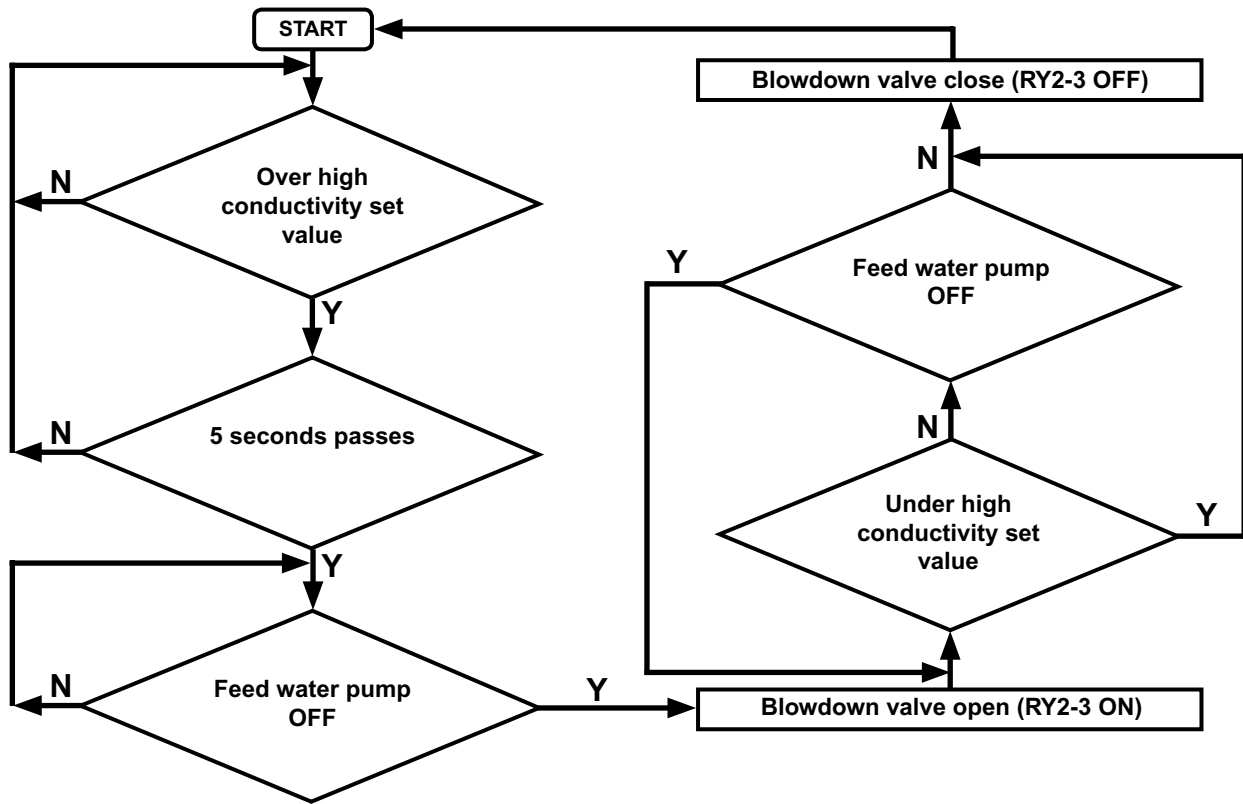 START
Over high
conductivity set
value
N
Y
5 seconds passes
N
Y
Feed water pump
OFF
N
Y
Blowdown valve close (RY2-3 OFF)
N
Feed water pump
OFF
Y
N
Under high
conductivity set
value
Y
Blowdown valve open (RY2-3 ON)